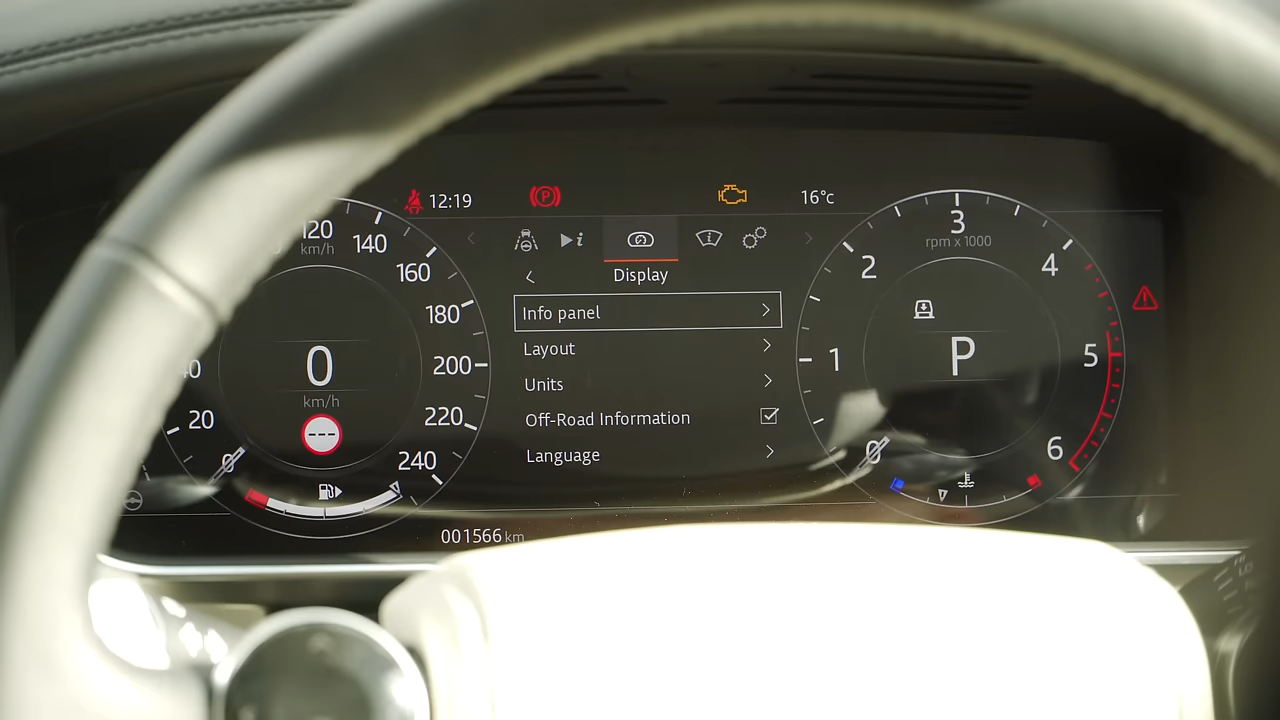 12:19
16°c
Display
Info panel
Layout
Units
Off-Road Information
Language
120
km/h
140
160
180
200
220
240
20
0
0
km/h
---
001566 km
3
rpm x 1000
2
4
1
5
0
6
P